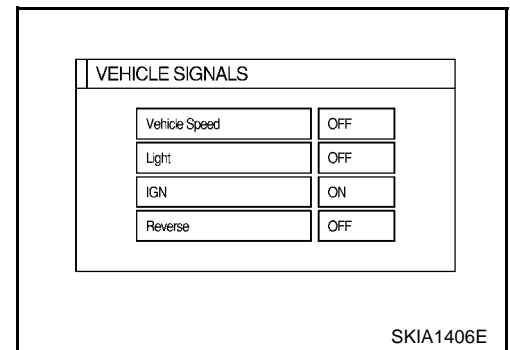 VEHICLE SIGNALS
Vehicle Speed OFF
Light OFF
IGN ON
Reverse OFF
SKIA1406E